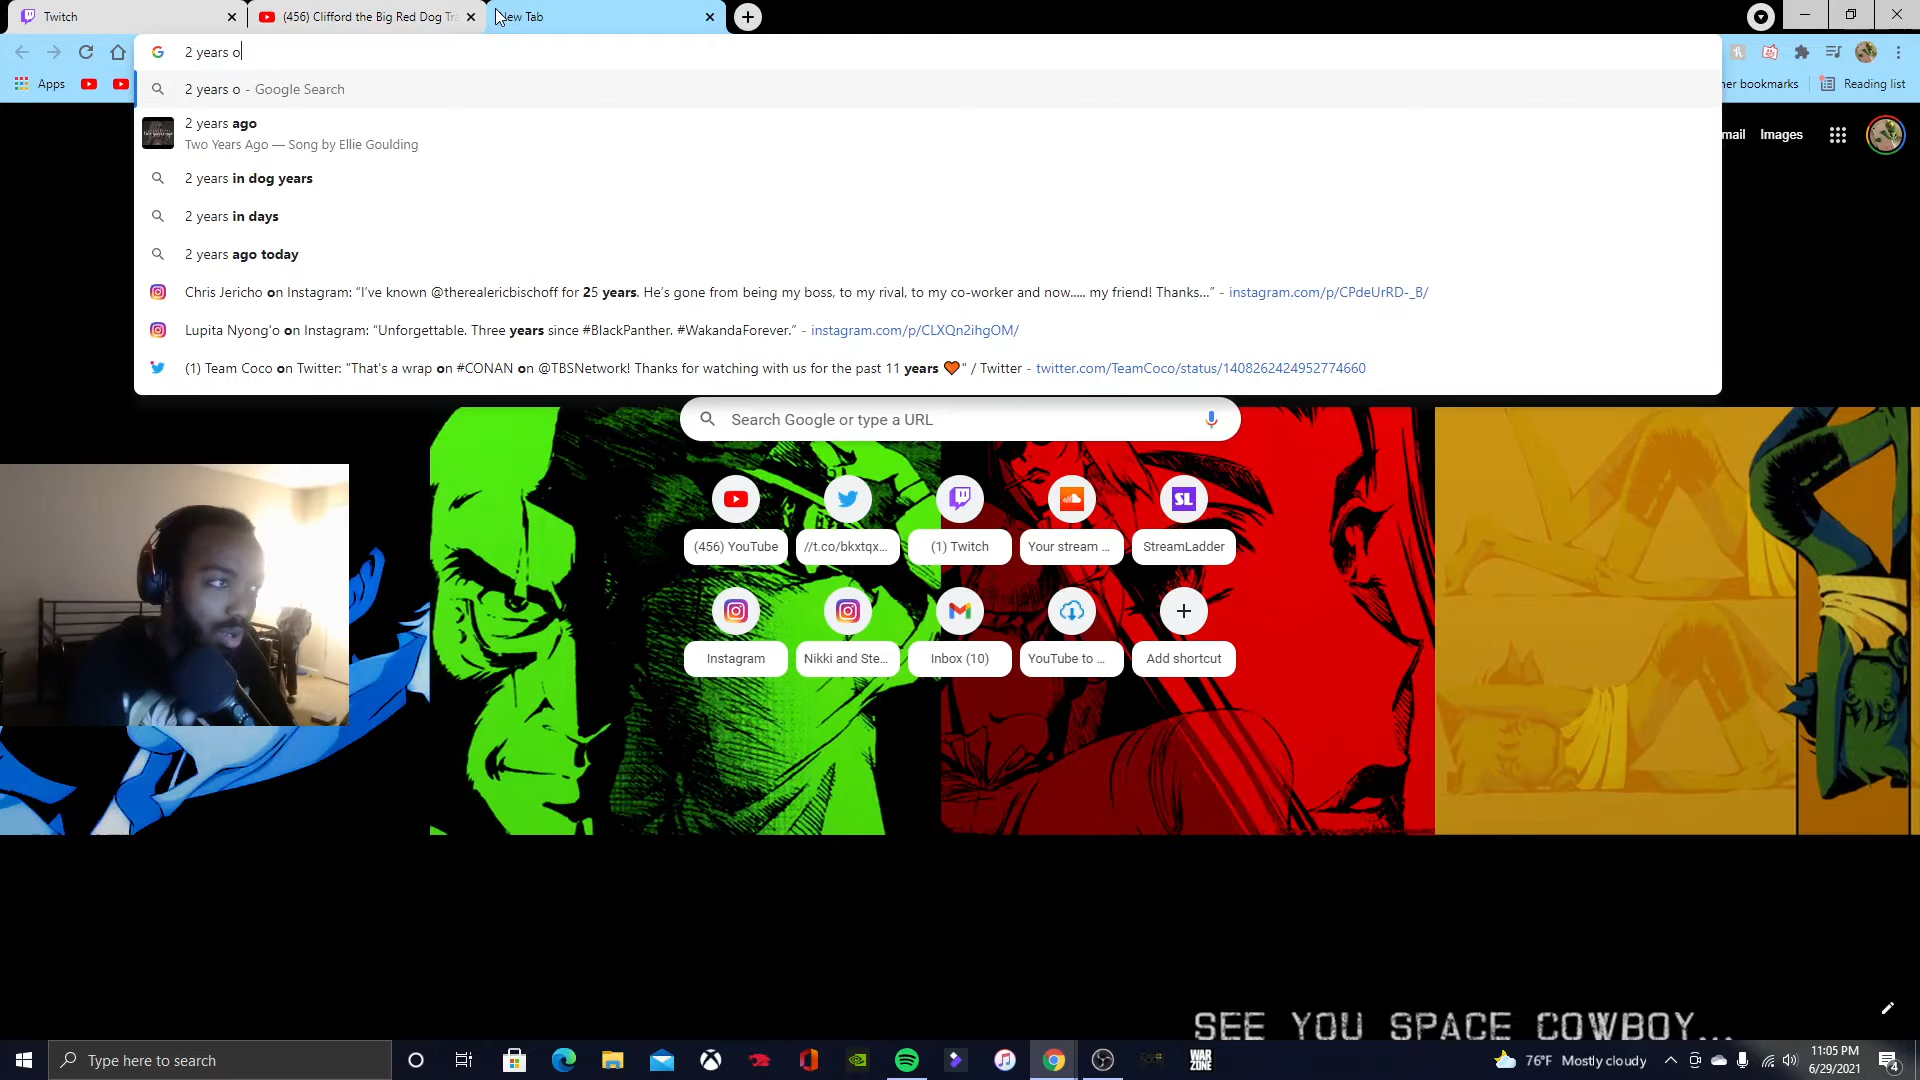 Twitch
(456) Clifford the Big Red Dog Tra
New Tab
2 years o
Apps
her bookmarks
Reading list
2 years o - Google Search
2 years ago
Two Years Ago — Song by Ellie Goulding
2 years in dog years
2 years in days
2 years ago today
Chris Jericho on Instagram: “I’ve known @therealericbischoff for 25 years. He’s gone from being my boss, to my rival, to my co-worker and now..... my friend! Thanks…” - instagram.com/p/CPdeUrRD-_B/
Lupita Nyong'o on Instagram: “Unforgettable. Three years since #BlackPanther. #WakandaForever.” - instagram.com/p/CLXQn2ihgOM/
(1) Team Coco on Twitter: "That's a wrap on #CONAN on @TBSNetwork! Thanks for watching with us for the past 11 years 🧡" / Twitter - twitter.com/TeamCoco/status/1408262424952774660
mail Images
Search Google or type a URL
(456) YouTube
//t.co/bkxtqx...
(1) Twitch
Your stream ...
StreamLadder
SL
Instagram
Nikki and Ste...
Inbox (10)
YouTube to ...
Add shortcut
SEE YOU SPACE COWBOY...
Type here to search
WAR
ZONE
76°F Mostly cloudy
11:05 PM
6/29/2021
4